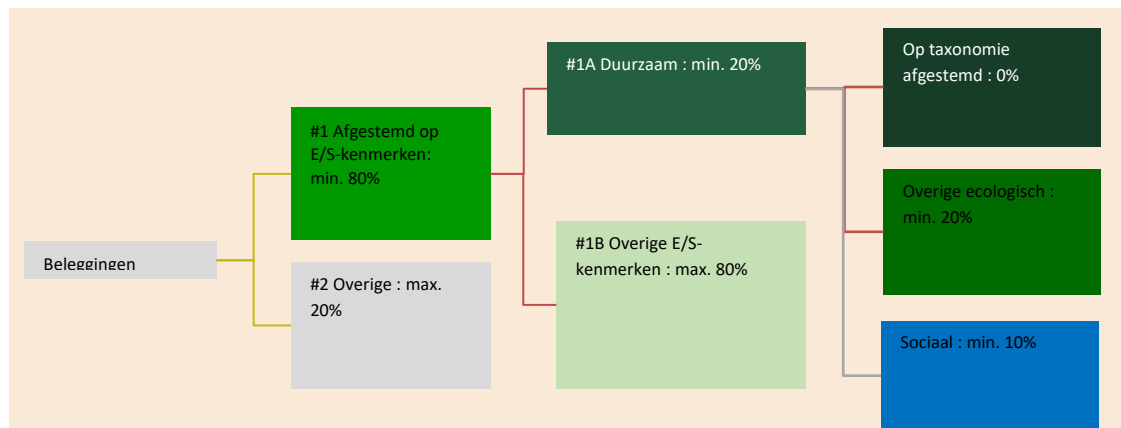 Beleggingen
#1 Afgestemd op
E/S-kenmerken:
min. 80%
#2 Overige : max.
20%
#1A Duurzaam : min. 20%
#1B Overige E/S-
kenmerken : max. 80%
Op taxonomie
afgestemd : 0%
Overige ecologisch :
min. 20%
Sociaal : min. 10%